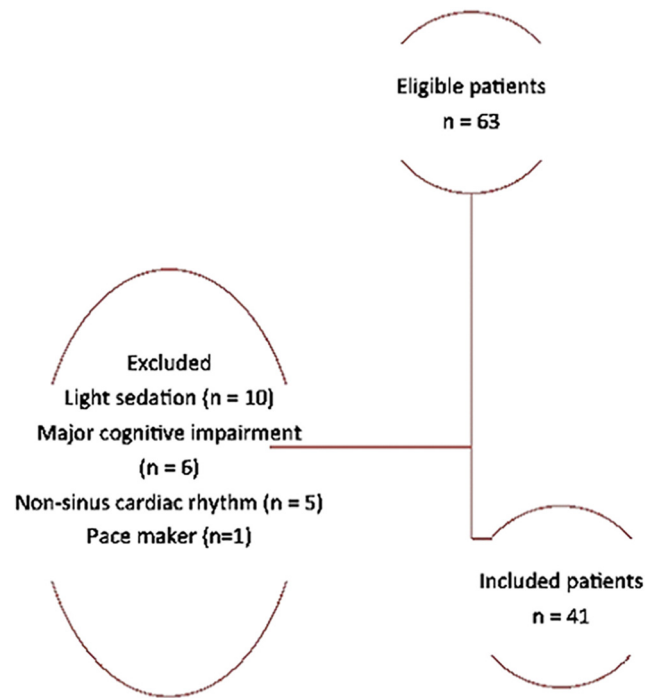 Eligible patients
n = 63
Excluded
Light sedation (n = 10)
Major cognitive impairment
(n = 6)
Non-sinus cardiac rhythm (n = 5)
Pace maker (n=1)
Included patients
n = 41